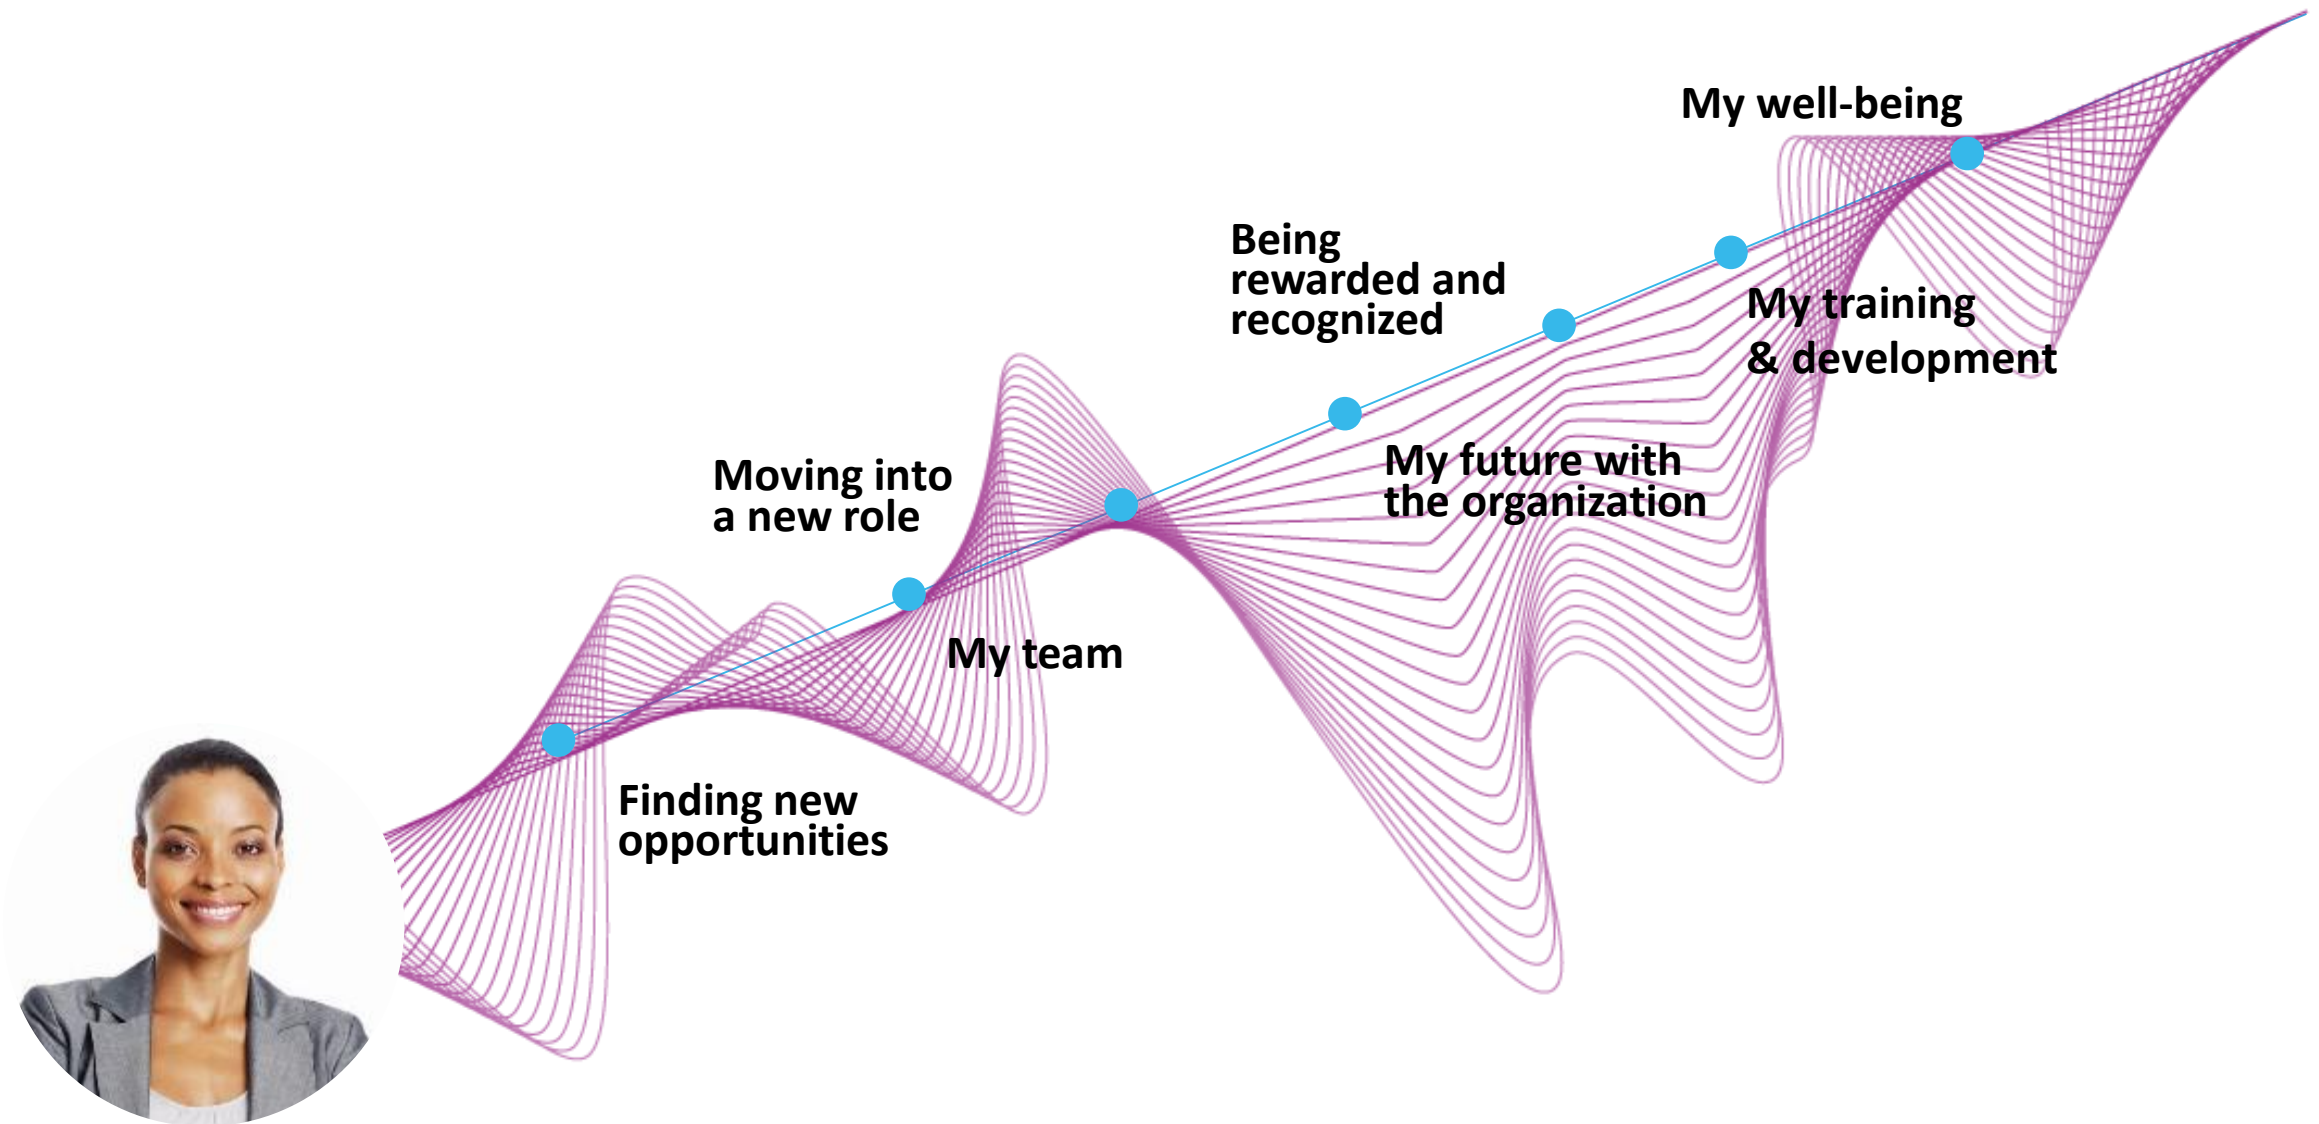 My well-being
Being
rewarded and
recognized
My training
& development
My future with
the organization
Moving into
a new role
My team
Finding new
opportunities